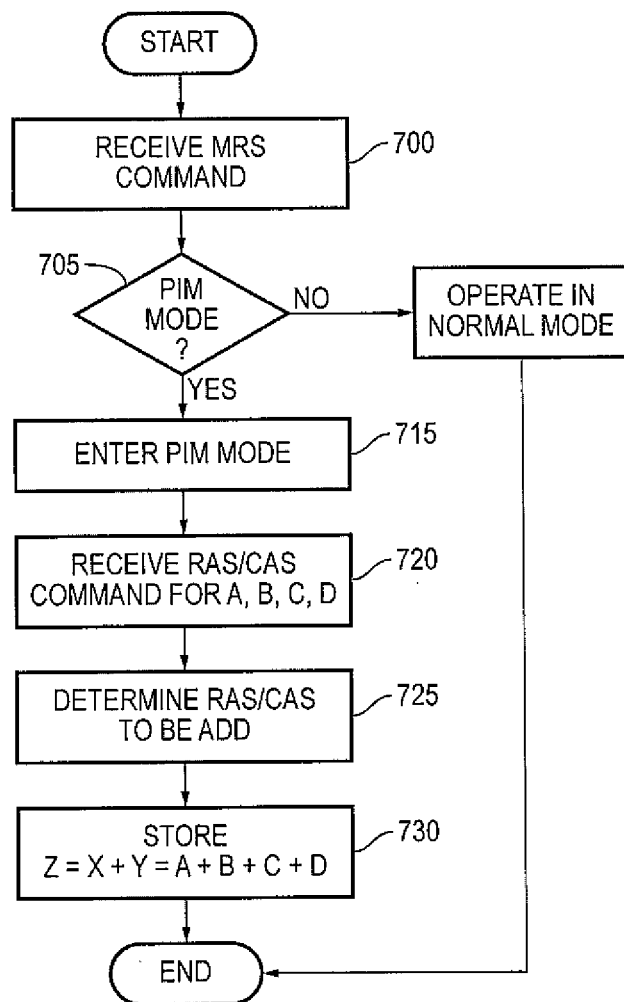 START
RECEIVE MRS
COMMAND
700
705
PIM
MODE
?
NO
OPERATE IN
NORMAL MODE
YES
ENTER PIM MODE
715
RECEIVE RAS/CAS
COMMAND FOR A, B, C, D
720
DETERMINE RAS/CAS
TO BE ADD
725
STORE
Z = X + Y = A + B + C + D
730
END